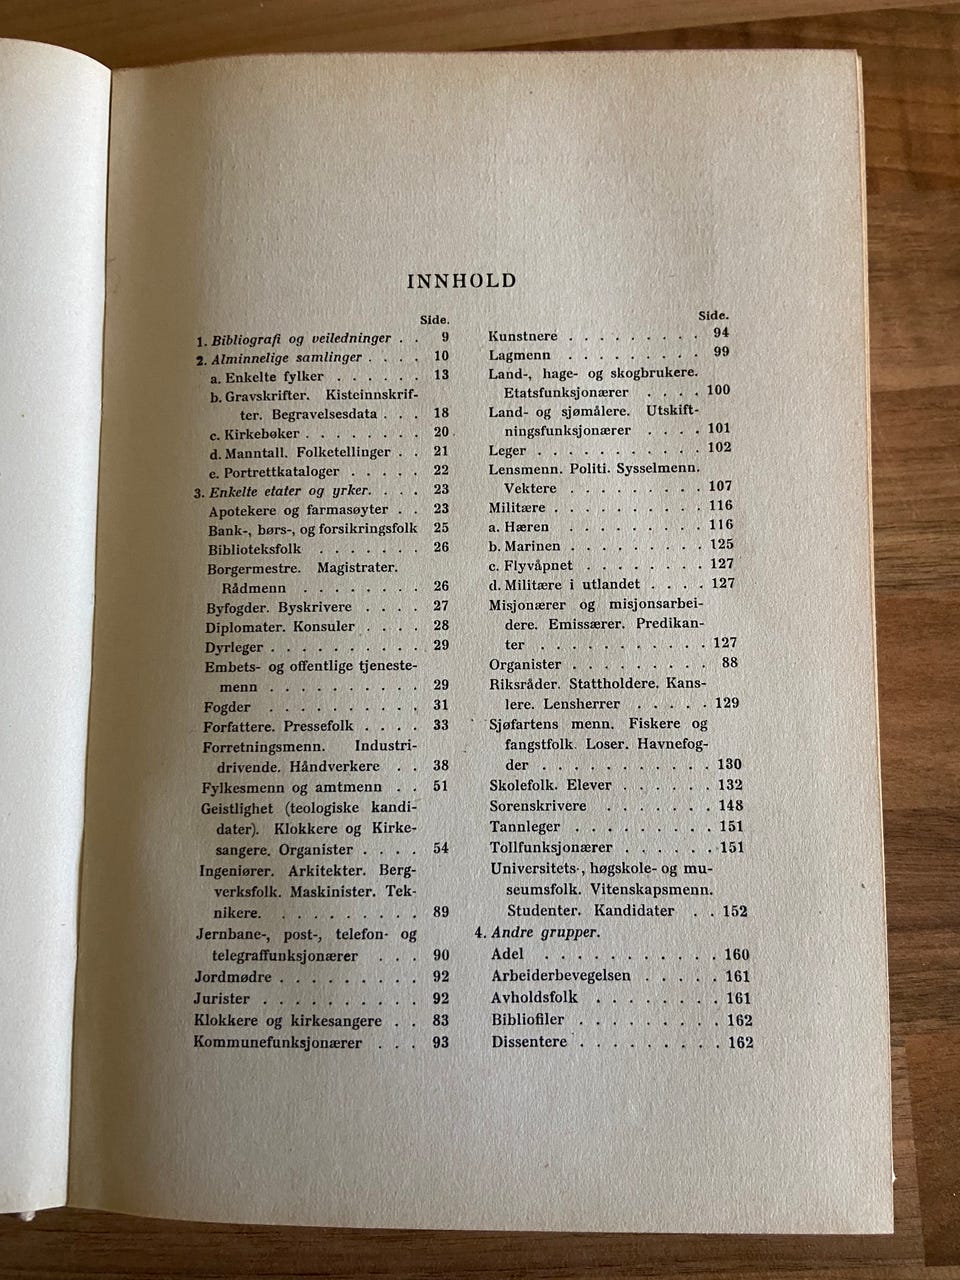 INNHOLD
Side.
1. Bibliografi og veiledninger . . 9
2. Alminnelige samlinger . . . . 10
a. Enkelte fylker . . . . . . 13
b. Gravskrifter. Kisteinnskrif-
ter. Begravelsesdata . . . 18
c. Kirkebøker . . . . . . . . 20
d. Manntall. Folketellinger . . 21
e. Portrettkataloger . . . . . 22
3. Enkelte etater og yrker. . . . 23
Apotekere og farmasøyter . . 23
Bank-, børs-, og forsikringsfolk 25
Biblioteksfolk . . . . . . . 26
Borgermestre. Magistrater.
Rådmenn . . . . . . . . 26
Byfogder. Byskrivere . . . . 27
Diplomater. Konsuler . . . . 28
Dyrleger . . . . . . . . . . 29
Embets- og offentlige tjeneste-
menn . . . . . . . . . . 29
Fogder . . . . . . . . . . 31
Forfattere. Pressefolk . . . . 33
Forretningsmenn. Industri-
drivende. Håndverkere . . 38
Fylkesmenn og amtmenn . . 51
Geistlighet (teologiske kandi-
dater). Klokkere og Kirke-
sangere. Organister . . . . 54
Ingeniører. Arkitekter. Berg-
verksfolk. Maskinister. Tek-
nikere. . . . . . . . . . 89
Jernbane-, post-, telefon- og
telegraffunksjonærer . . . 90
Jordmødre . . . . . . . . . 92
Jurister . . . . . . . . . . 92
Klokkere og kirkesangere . . 83
Kommunefunksjonærer . . . 93
Side.
Kunstnere . . . . . . . . . 94
Lagmenn . . . . . . . . . 99
Land-, hage- og skogbrukere.
Etatsfunksjonærer . . . . 100
Land- og sjømålere. Utskift-
ningsfunksjonærer . . . . 101
Leger . . . . . . . . . . . 102
Lensmenn. Politi. Sysselmenn.
Vektere . . . . . . . . . 107
Militære . . . . . . . . . . 116
a. Hæren . . . . . . . . . 116
b. Marinen . . . . . . . . . 125
c. Flyvåpnet . . . . . . . . 127
d. Militære i utlandet . . . . 127
Misjonærer og misjonsarbei-
dere. Emissærer. Predikan-
ter . . . . . . . . . . . 127
Organister . . . . . . . . . 88
Riksråder. Stattholdere. Kans-
lere. Lensherrer . . . . . 129
Sjøfartens menn. Fiskere og
fangstfolk. Loser. Havnefog-
der . . . . . . . . . . . 130
Skolefolk. Elever . . . . . . 132
Sorenskrivere . . . . . . . 148
Tannleger . . . . . . . . . 151
Tollfunksjonærer . . . . . . 151
Universitets-, høgskole- og mu-
seumsfolk. Vitenskapsmenn.
Studenter. Kandidater . . 152
4. Andre grupper.
Adel . . . . . . . . . . . 160
Arbeiderbevegelsen . . . . . 161
Avholdsfolk . . . . . . . . 161
Bibliofiler . . . . . . . . . 162
Dissentere . . . . . . . . . 162